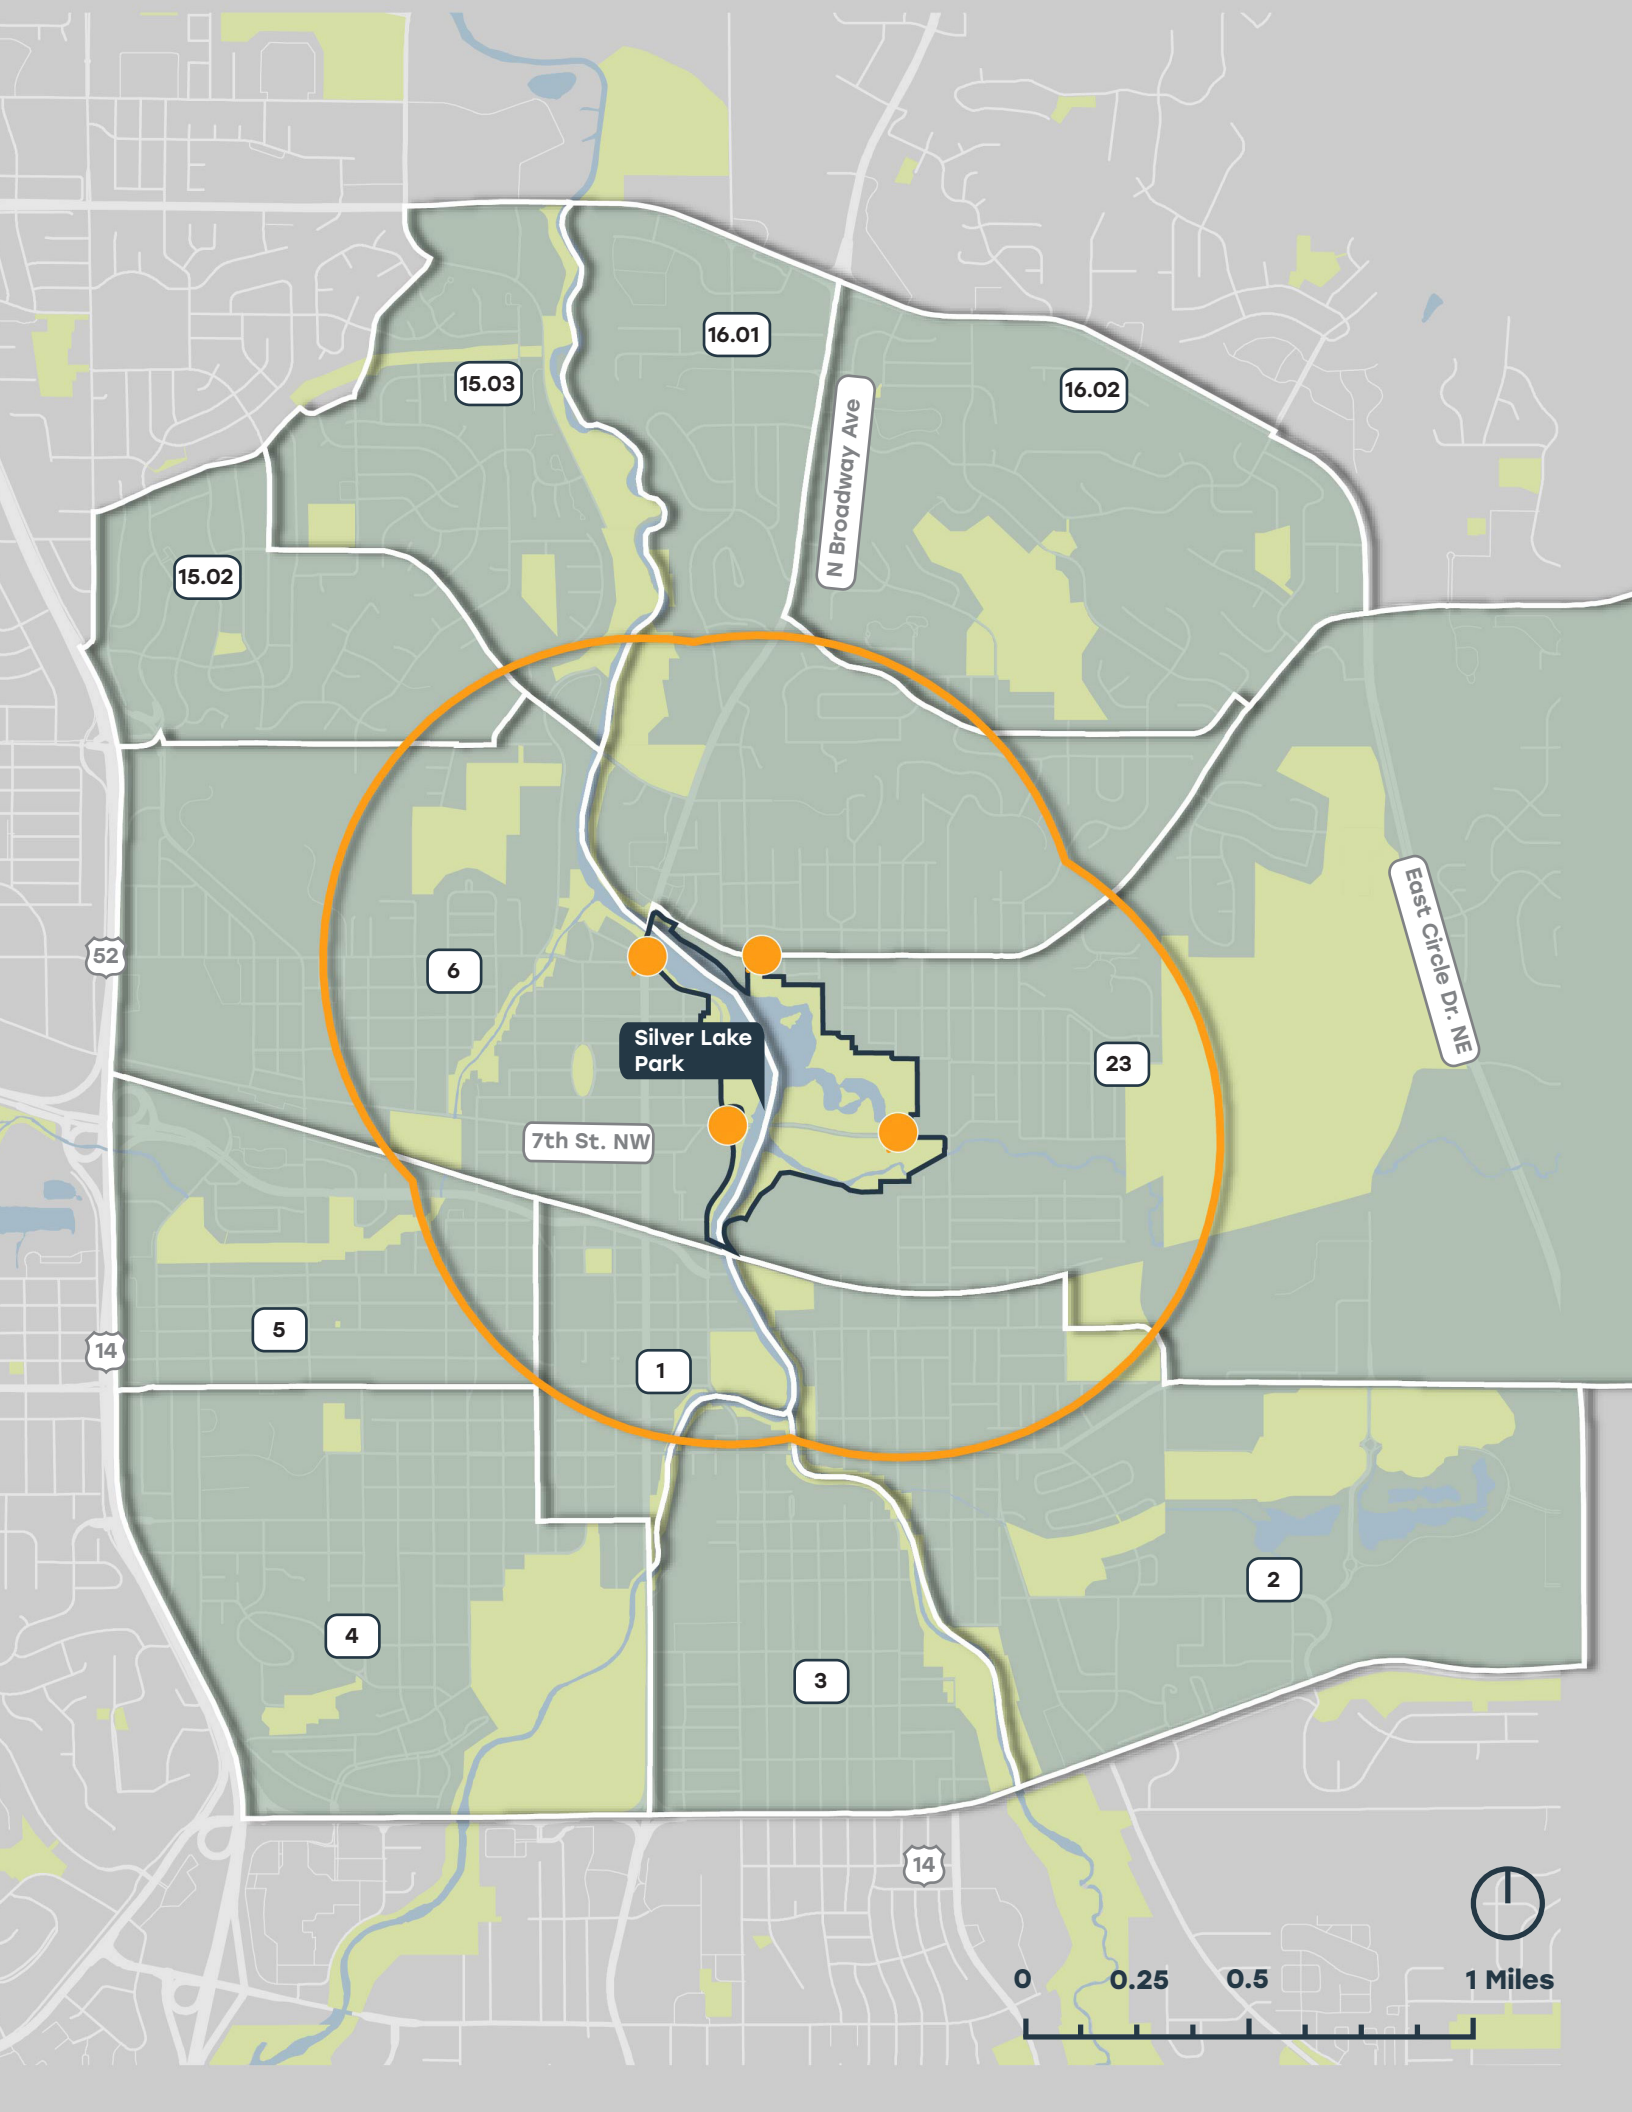 16.01
15.03
16.02
N Broadway Ave
15.02
East Circle Dr. NE
52
6
Silver Lake
Park
23
7th St. NW
5
14
1
2
4
3
14
0 0.25 0.5 1 Miles